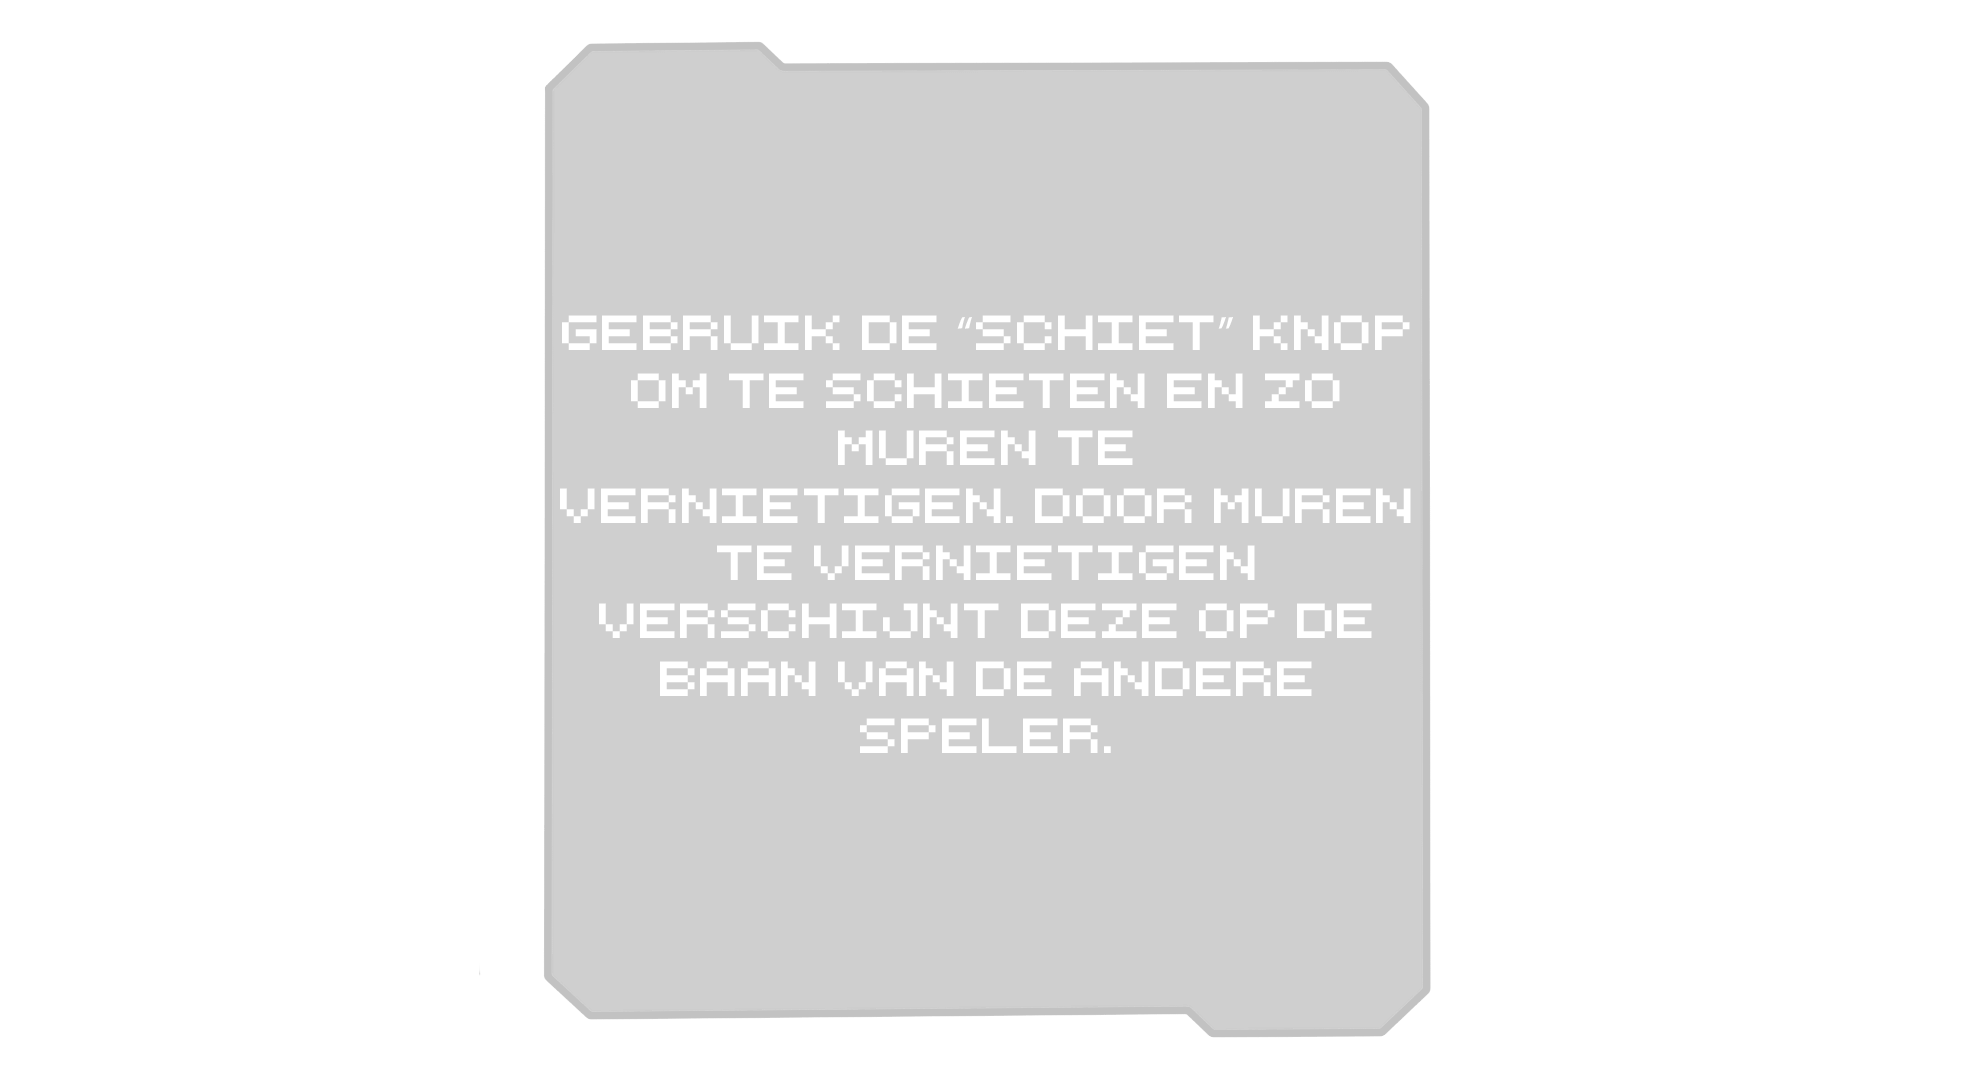 GEBRUIK DE “SCHIET” KNOP
OM TE SCHIETEN EN ZO
MUREN TE
VERNIETIGEN. DOOR MUREN
TE VERNIETIGEN
VERSCHIJNT DEZE OP DE
BAAN VAN DE ANDERE
SPELER.